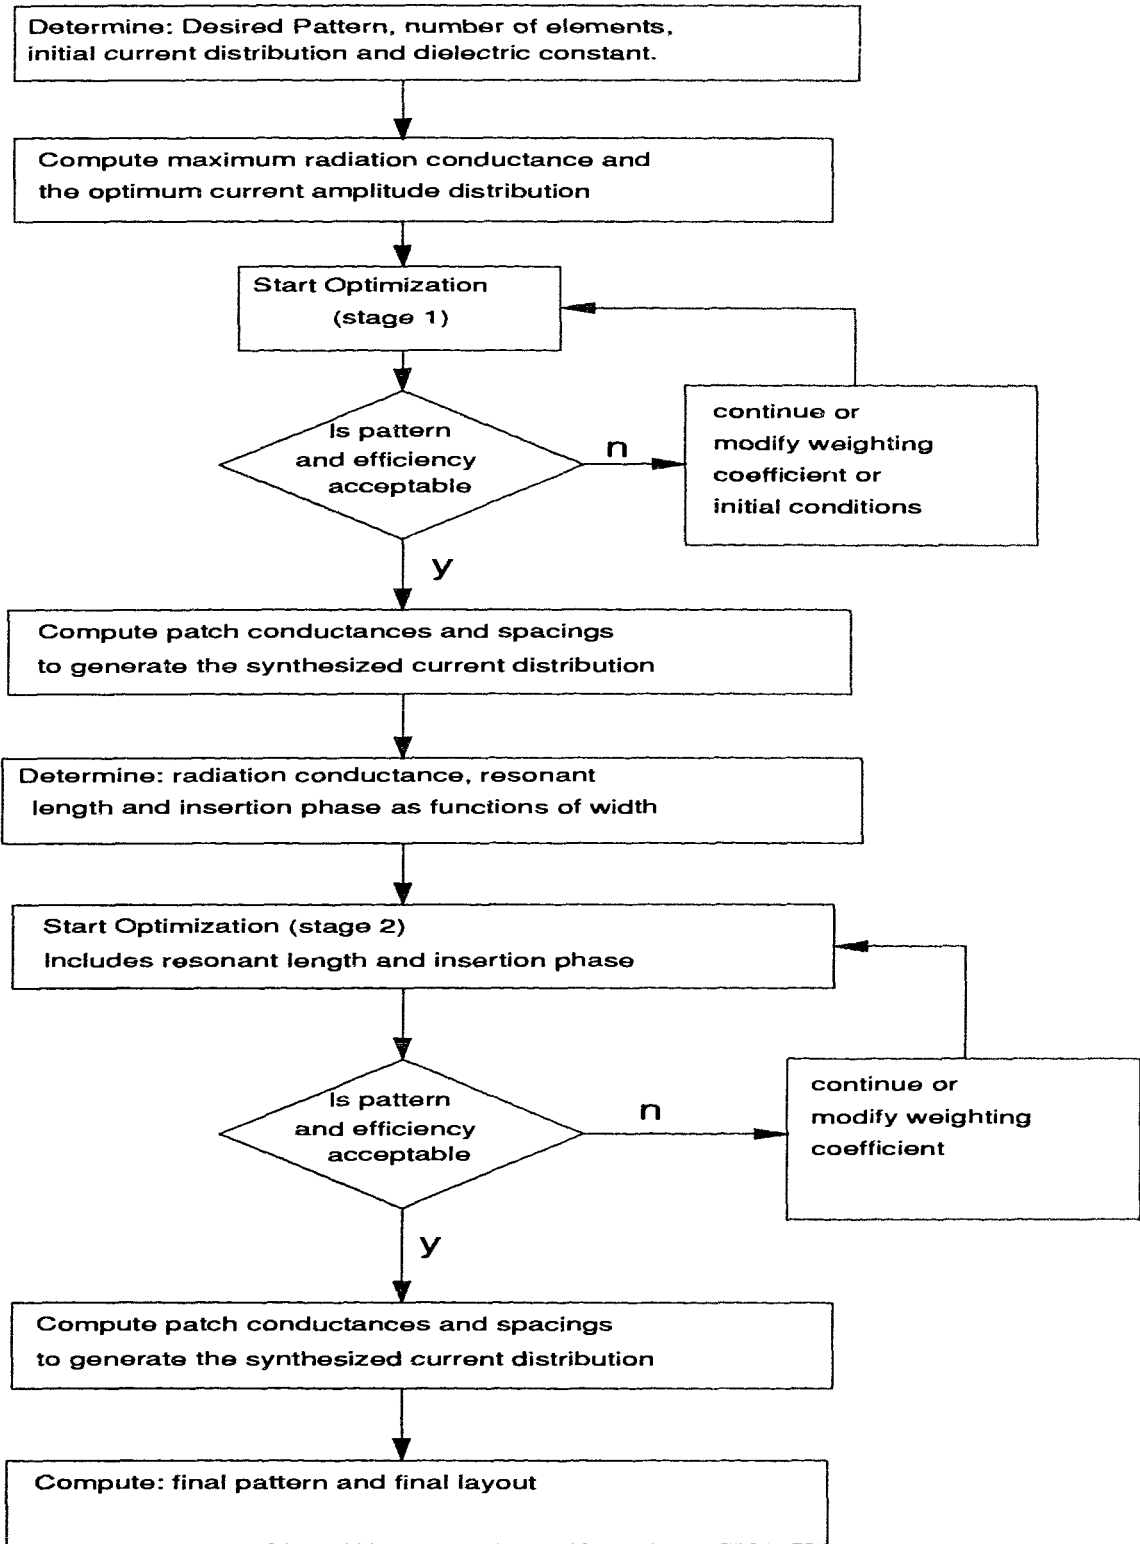 Determine: Desired Pattern, number of elements,
initial current distribution and dielectric constant.
Compute maximum radiation conductance and
the optimum current amplitude distribution
Start Optimization
(stage 1)
Is pattern
and efficiency
acceptable
n
continue or
modify weighting
coefficient or
initial conditions
y
Compute patch conductances and spacings
to generate the synthesized current distribution
Determine: radiation conductance, resonant
length and insertion phase as functions of width
Start Optimization (stage 2)
Includes resonant length and insertion phase
Is pattern
and efficiency
acceptable
n
continue or
modify weighting
coefficient
y
Compute patch conductances and spacings
to generate the synthesized current distribution
Compute: final pattern and final layout